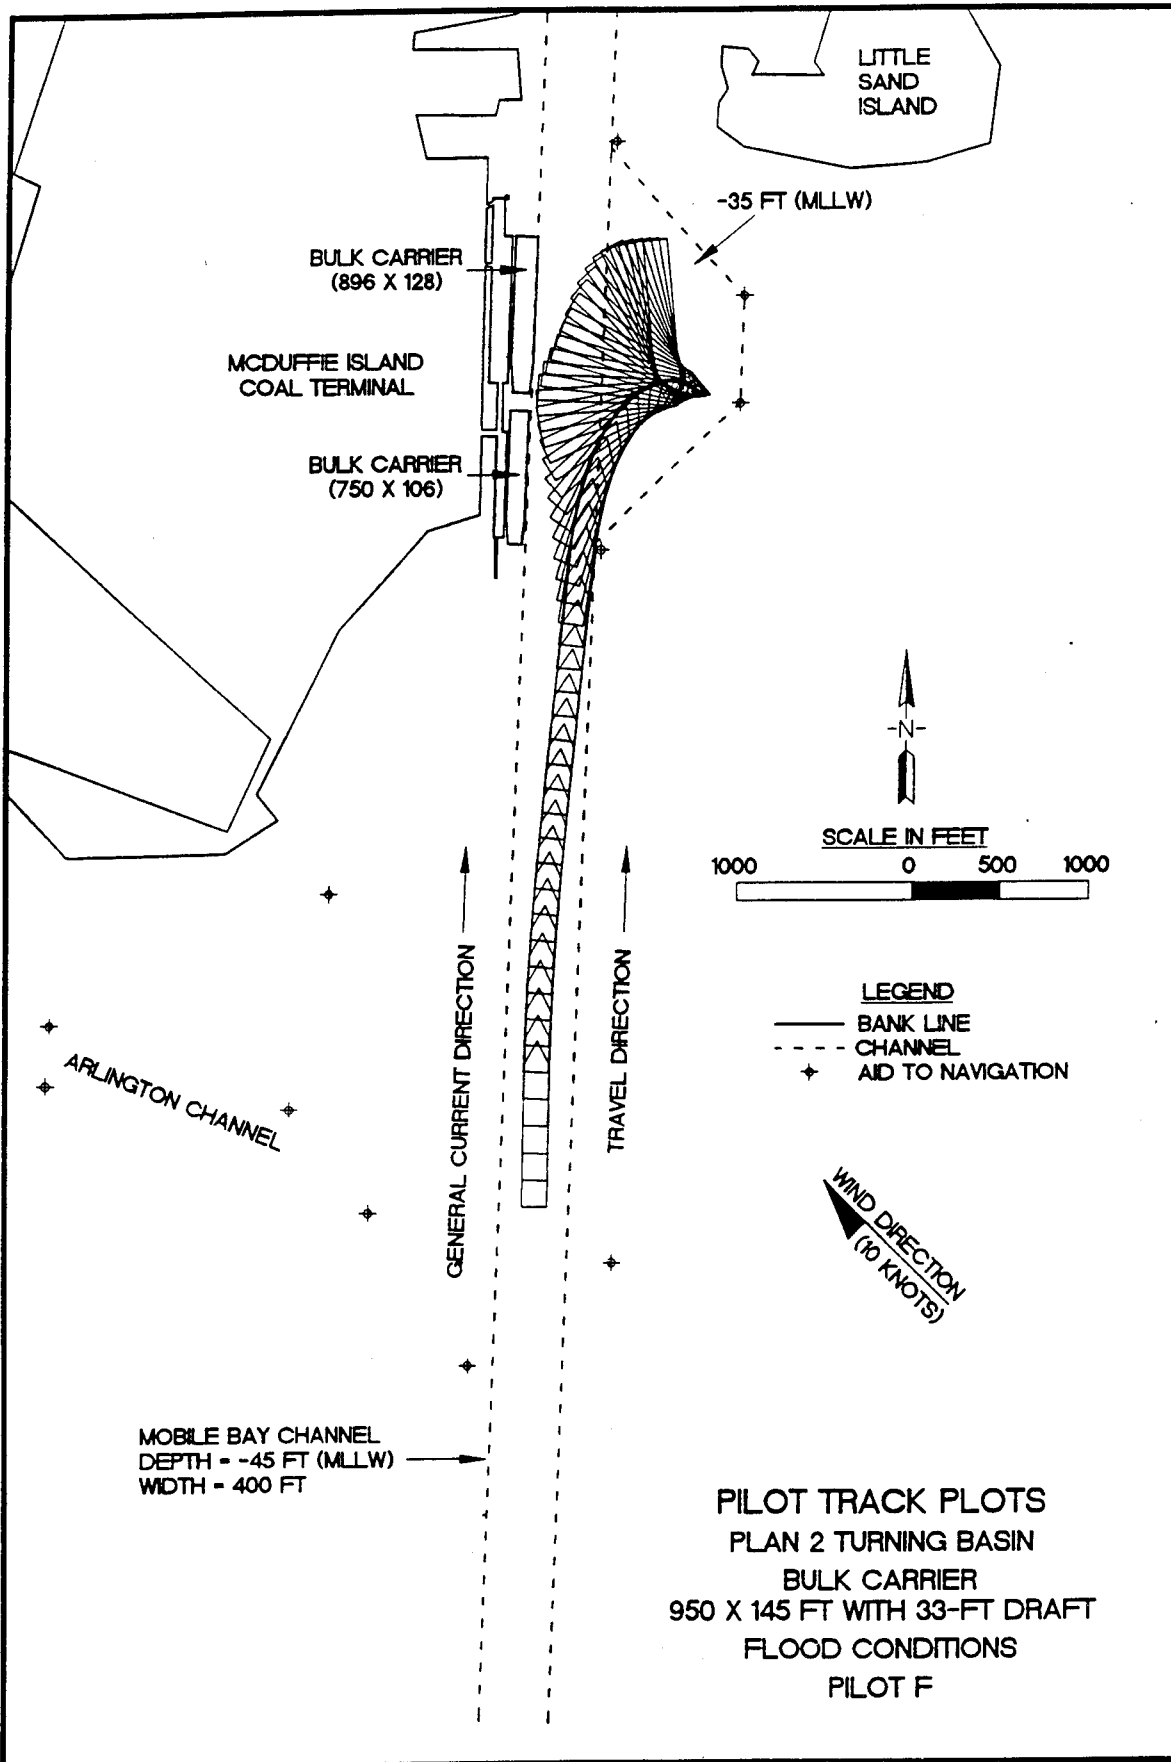 LITTLE
SAND
ISLAND
-35 FT (MLLW)
BULK CARRIER
(896 X 128)
MCDUFFIE ISLAND
COAL TERMINAL
BULK CARRIER
(750 X 106)
-N-
SCALE IN FEET
1000 0 500 1000
GENERAL CURRENT DIRECTION
TRAVEL DIRECTION
LEGEND
BANK LINE
CHANNEL
AID TO NAVIGATION
ARLINGTON CHANNEL
WIND DIRECTION
(10 KNOTS)
MOBILE BAY CHANNEL
DEPTH = -45 FT (MLLW)
WIDTH = 400 FT
PILOT TRACK PLOTS
PLAN 2 TURNING BASIN
BULK CARRIER
950 X 145 FT WITH 33-FT DRAFT
FLOOD CONDITIONS
PILOT F